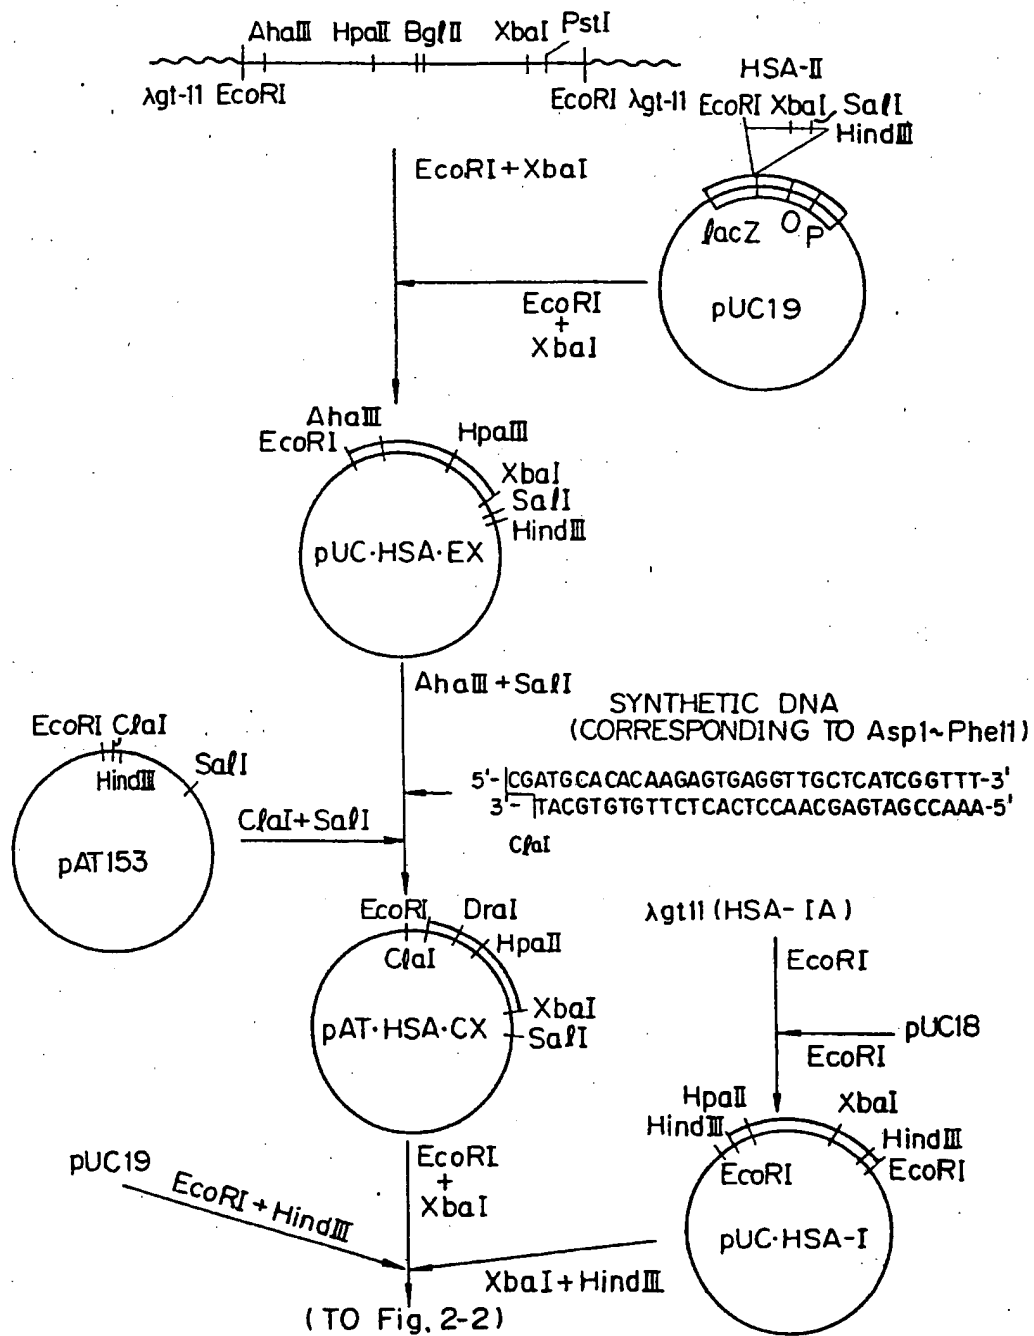 AhaIII HpaII BglII XbaI PstI
λgt-11 EcoRI EcoRI λgt-11
HSA-II
EcoRI XbaI SalI
HindIII
EcoRI+XbaI
lacZ O P
pUC19
EcoRI
+
XbaI
AhaIII
EcoRI
HpaIII
XbaI
SalI
HindIII
pUC·HSA·EX
AhaIII+SalI
SYNTHETIC DNA
(CORRESPONDING TO Asp1~Phe11)
5'-CGATGCACACAAGAGTGAGGTTGCTCATCGGTTT-3'
3'-TACGTGTGTTCTCACTCCAACGAGTAGCCAAA-5'
ClaI
EcoRI ClaI
HindIII
SalI
pAT153
ClaI+SalI
EcoRI DraI
ClaI HpaII
XbaI
SalI
pAT·HSA·CX
λgt11 (HSA-IA)
EcoRI
pUC18
EcoRI
HpaII XbaI
HindIII HindIII
EcoRI EcoRI
pUC·HSA-I
EcoRI
+
XbaI
pUC19
EcoRI+HindIII
XbaI+HindIII
(TO Fig. 2-2)